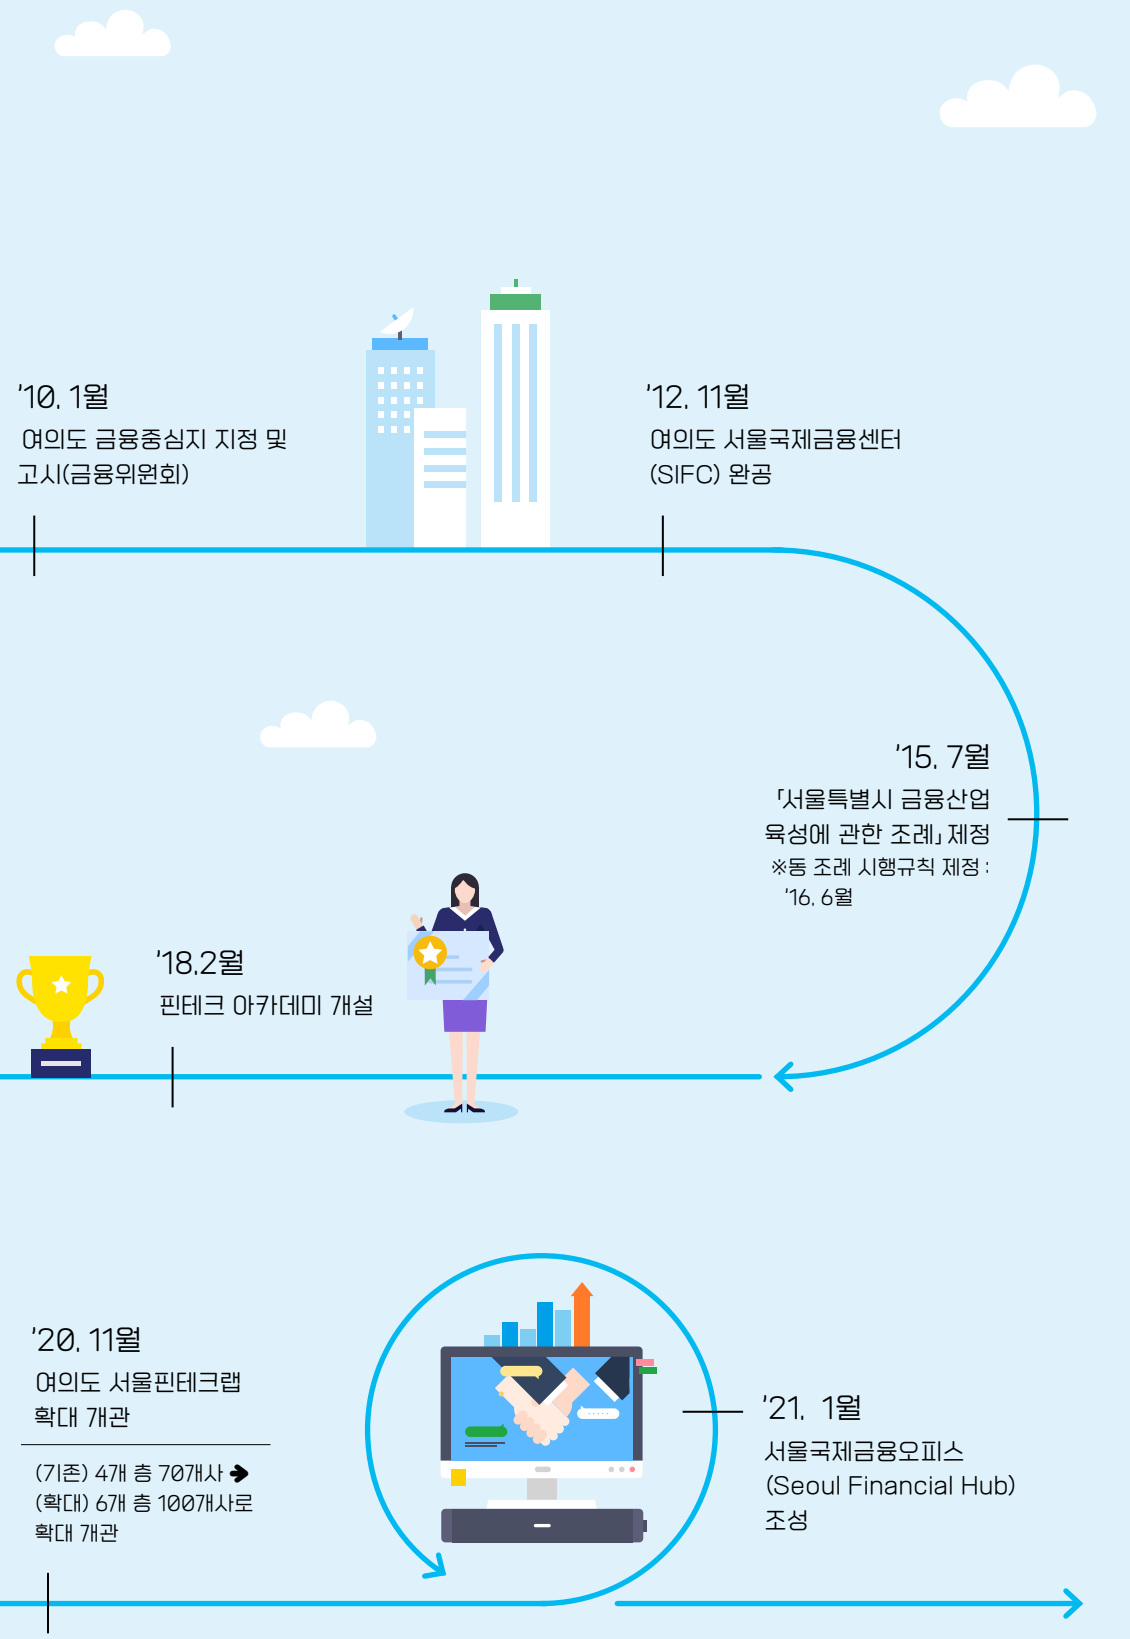 '10. 1월
여의도 금융중심지 지정 및
고시(금융위원회)
'12. 11월
여의도 서울국제금융센터
(SIFC) 완공
'15. 7월
「서울특별시 금융산업
육성에 관한 조례」 제정
※동 조례 시행규칙 제정 :
'16. 6월
'18.2월
핀테크 아카데미 개설
'20. 11월
여의도 서울핀테크랩
확대 개관
(기존) 4개 층 70개사 ➔
(확대) 6개 층 100개사로
확대 개관
'21. 1월
서울국제금융오피스
(Seoul Financial Hub)
조성